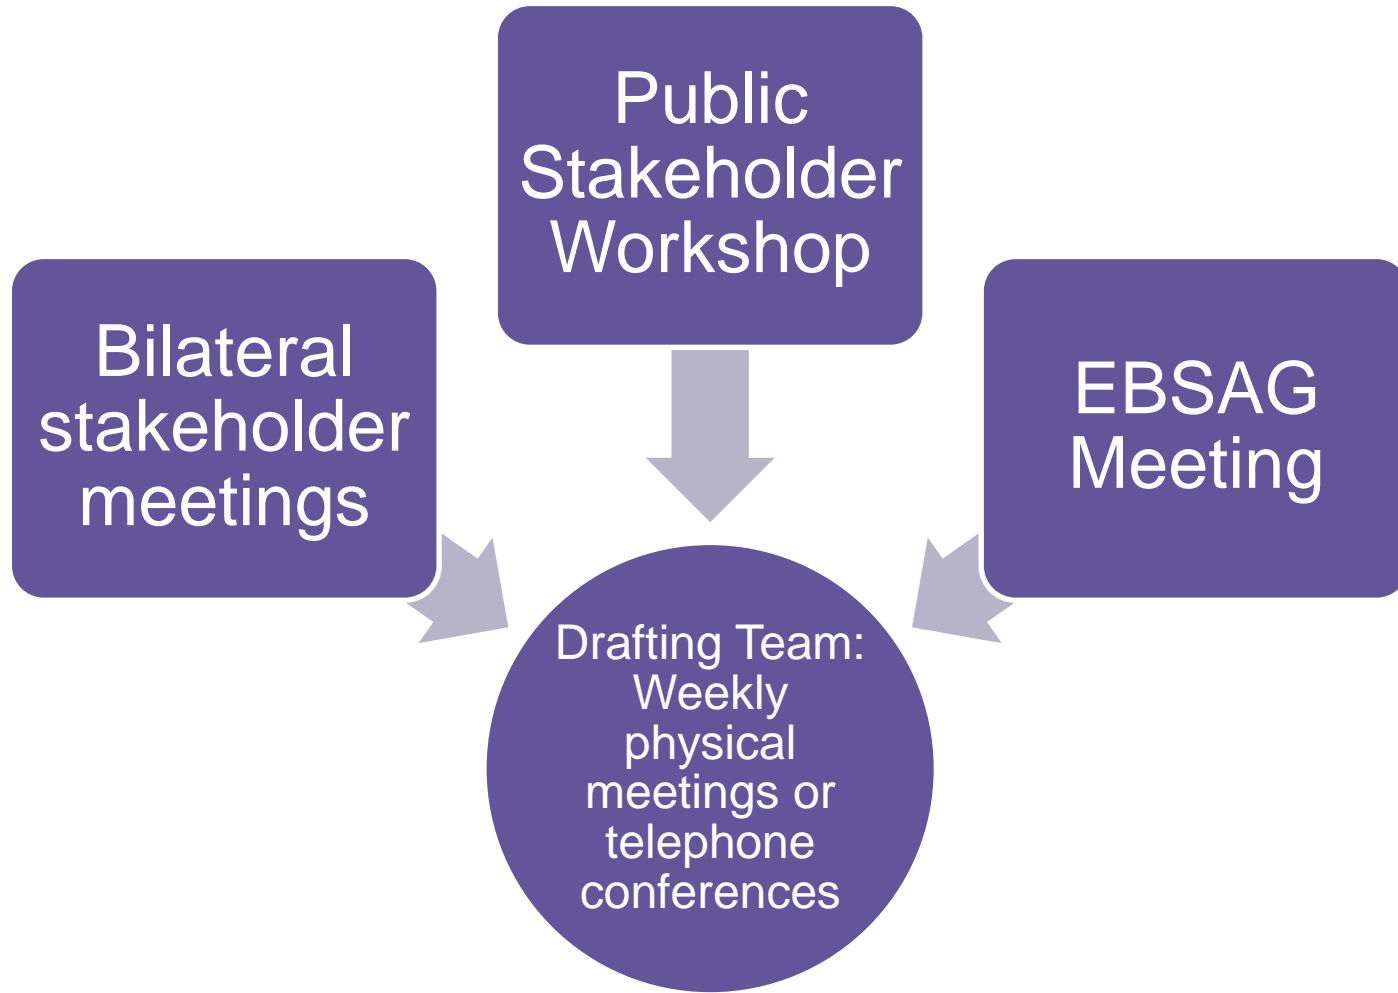 Public
Stakeholder
Workshop
Bilateral
stakeholder
meetings
EBSAG
Meeting
Drafting Team:
Weekly
physical
meetings or
telephone
conferences